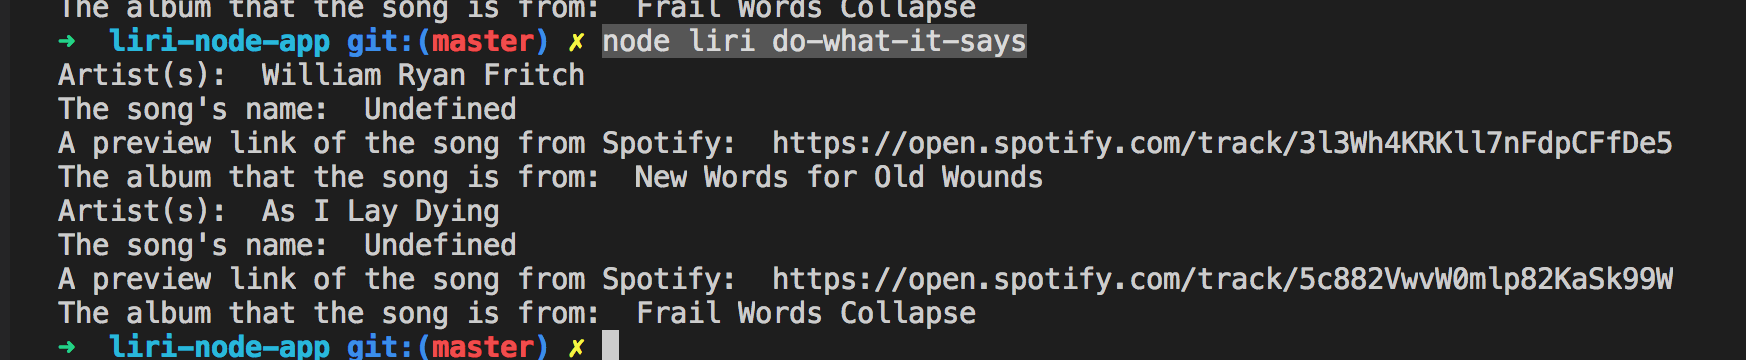 The album that the song is from:  Frail Words Collapse
➜  liri-node-app git:(master) ✗ node liri do-what-it-says
Artist(s):  William Ryan Fritch
The song's name:  Undefined
A preview link of the song from Spotify:  https://open.spotify.com/track/3l3Wh4KRKll7nFdpCFfDe5
The album that the song is from:  New Words for Old Wounds
Artist(s):  As I Lay Dying
The song's name:  Undefined
A preview link of the song from Spotify:  https://open.spotify.com/track/5c882VwvW0mlp82KaSk99W
The album that the song is from:  Frail Words Collapse
➜  liri-node-app git:(master) ✗